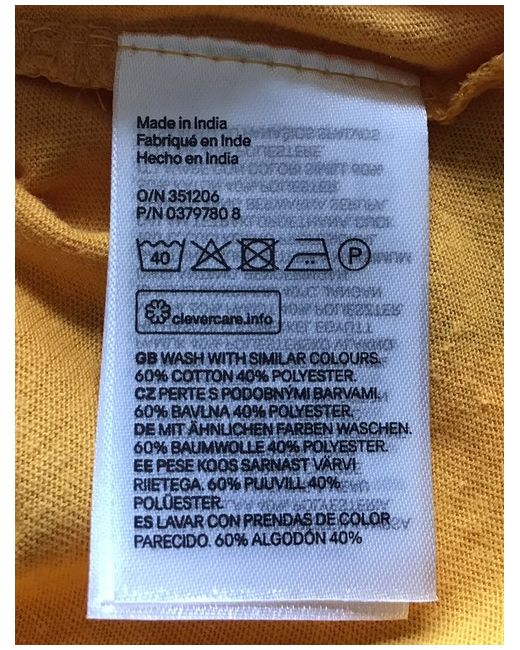 Made in India
Fabriqué en Inde
Hecho en India
O/N 351206
P/N 0379780 8
40 P
clevercare.info
GB WASH WITH SIMILAR COLOURS.
60% COTTON 40% POLYESTER.
CZ PERTE S PODOBNÝMI BARVAMI.
60% BAVLNA 40% POLYESTER.
DE MIT ÄHNLICHEN FARBEN WASCHEN.
60% BAUMWOLLE 40% POLYESTER.
EE PESE KOOS SARNAST VÄRVI
RIIETEGA. 60% PUUVILL 40%
POLÜESTER.
ES LAVAR CON PRENDAS DE COLOR
PARECIDO. 60% ALGODÓN 40%